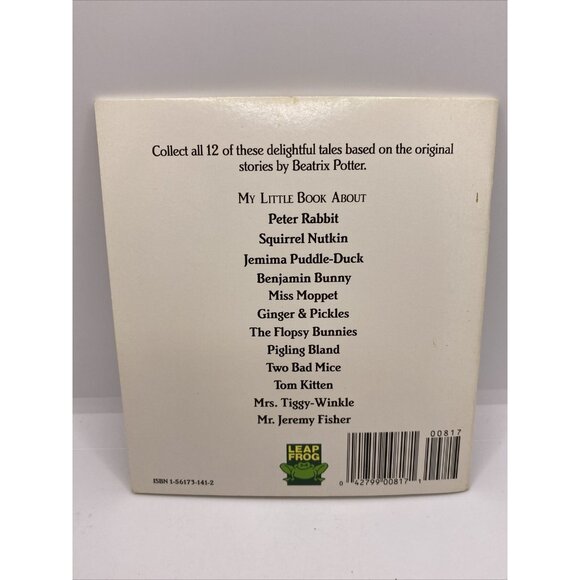 Collect all 12 of these delightful tales based on the original
stories by Beatrix Potter.
MY LITTLE BOOK ABOUT
Peter Rabbit
Squirrel Nutkin
Jemima Puddle-Duck
Benjamin Bunny
Miss Moppet
Ginger & Pickles
The Flopsy Bunnies
Pigling Bland
Two Bad Mice
Tom Kitten
Mrs. Tiggy-Winkle
Mr. Jeremy Fisher
LEAP
FROG
00817
0 42799 00817 1
ISBN 1-56173-141-2